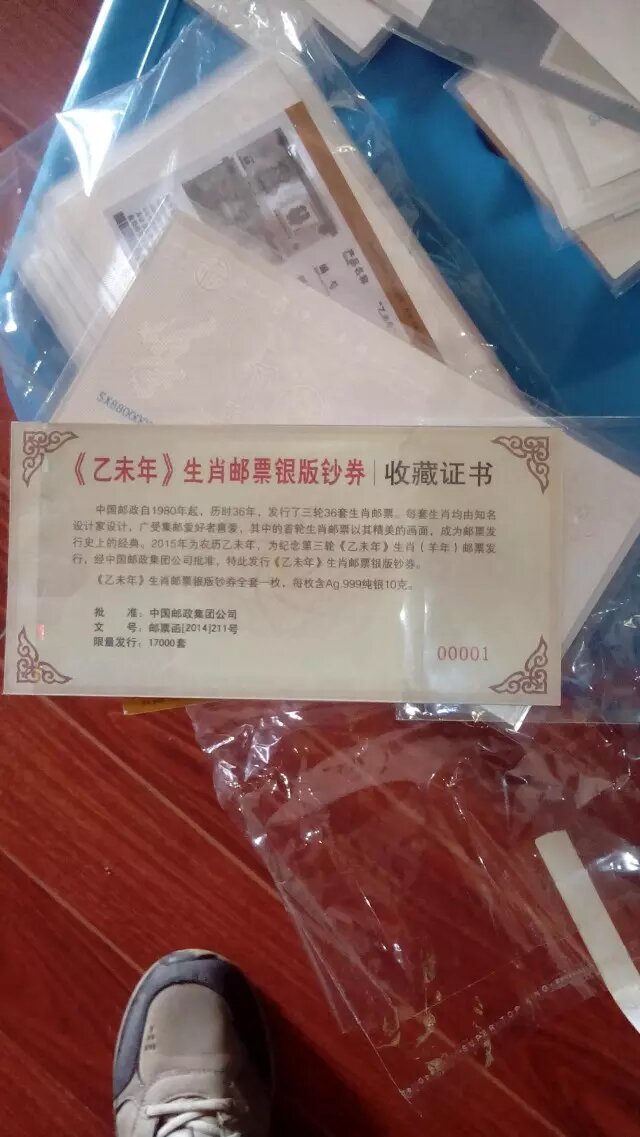 产品名称
编号
SX880000
《乙未年》生肖邮票银版钞券|收藏证书
中国邮政自1980年起，历时36年，发行了三轮36套生肖邮票。每套生肖均由知名
设计家设计，广受集邮爱好者喜爱，其中的首轮生肖邮票以其精美的画面，成为邮票发
行史上的经典。2015年为农历乙未年，为纪念第三轮《乙未年》生肖（羊年）邮票发
行，经中国邮政集团公司批准，特此发行《乙未年》生肖邮票银版钞券。
《乙未年》生肖邮票银版钞券全套一枚，每枚含Ag.999纯银10克。
批 准：中国邮政集团公司
文 号：邮票函[2014]211号
限量发行：17000套
00001